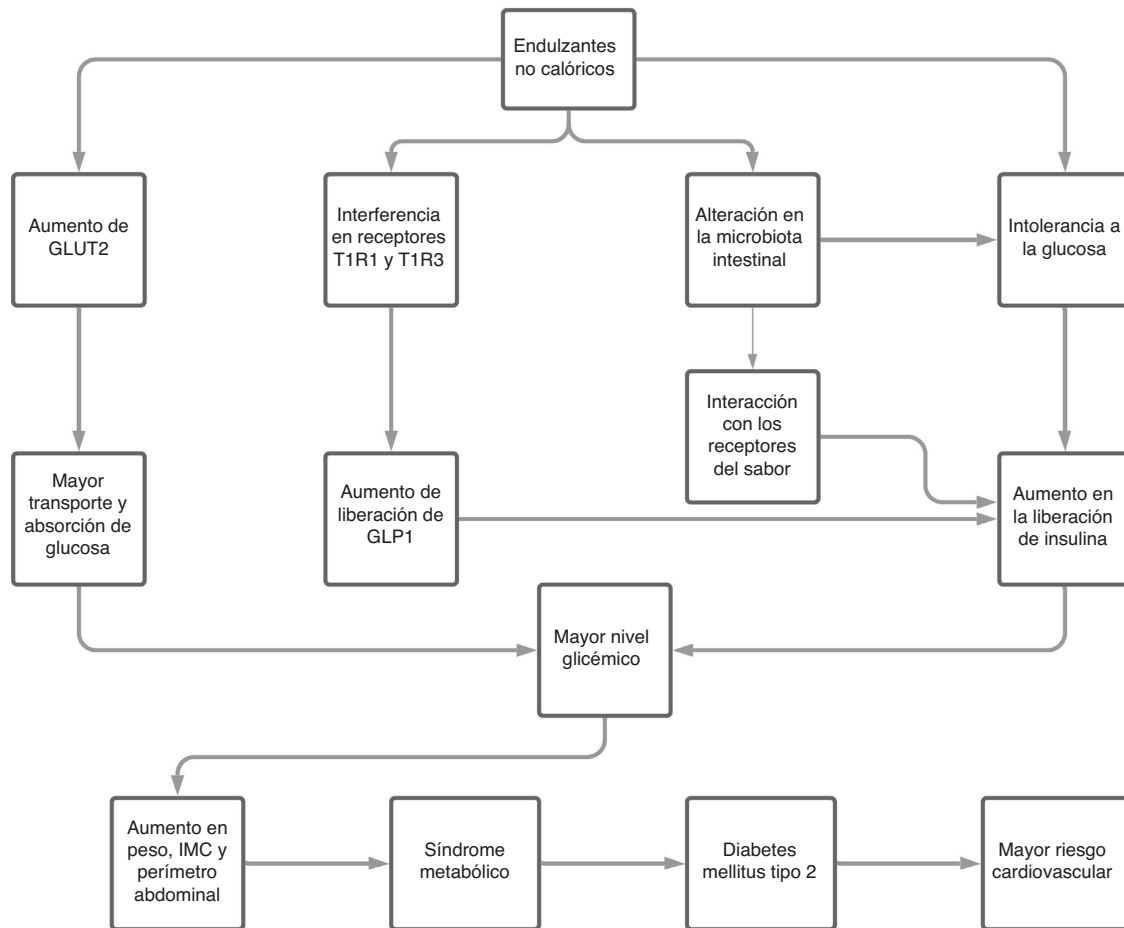 Endulzantes
no calóricos
Aumento de
GLUT2
Interferencia
en receptores
T1R1 y T1R3
Alteración en
la microbiota
intestinal
Intolerancia a
la glucosa
Interacción
con los
receptores
del sabor
Mayor
transporte y
absorción de
glucosa
Aumento de
liberación de
GLP1
Aumento en
la liberación
de insulina
Mayor nivel
glicémico
Aumento en
peso, IMC y
perímetro
abdominal
Síndrome
metabólico
Diabetes
mellitus tipo 2
Mayor riesgo
cardiovascular